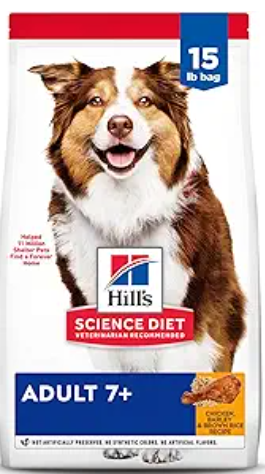 15
lb bag
Helped
11 Million
Shelter Pets
Find a Forever
Home
Hill's
SCIENCE DIET
VETERINARIAN RECOMMENDED
ADULT 7+
CHICKEN,
BARLEY
& BROWN RICE
RECIPE
NOT ARTIFICIALLY PRESERVED. NO SYNTHETIC COLORS. NO ARTIFICIAL FLAVORS.